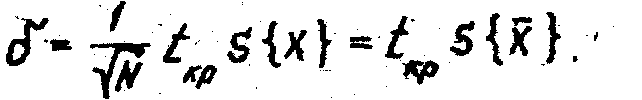 δ = 1/√N t_кр S{x} = t_кр S{x̄}.